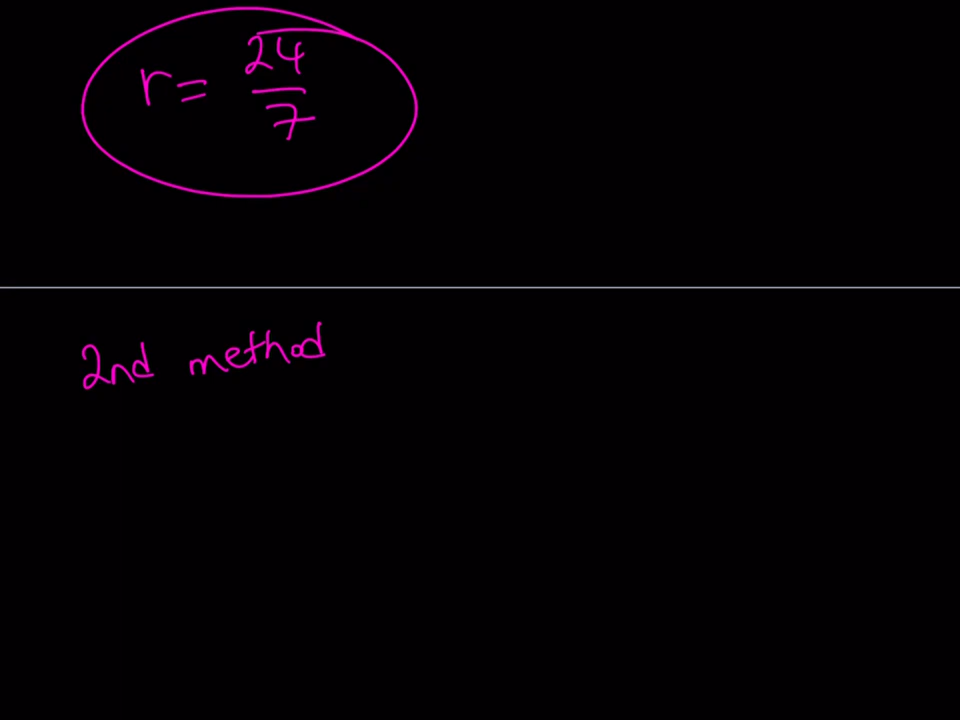 r = 24/7
2nd method